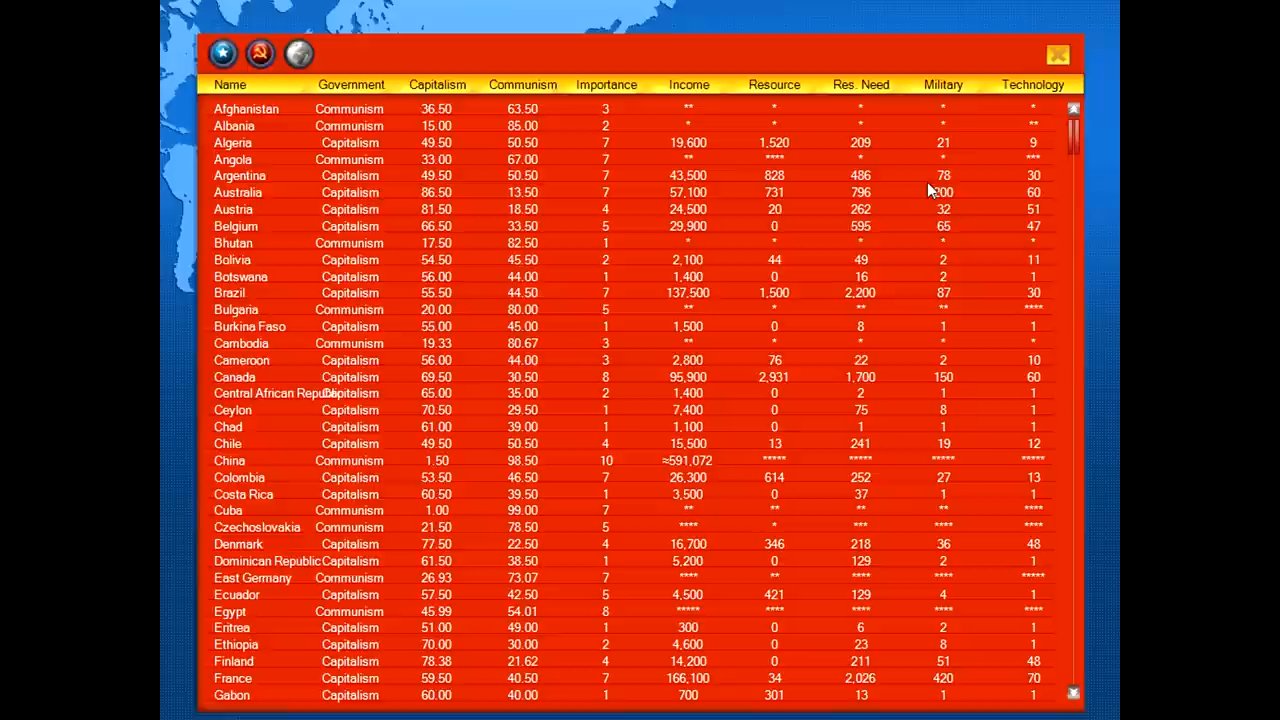 Name Government Capitalism Communism Importance Income Resource Res. Need Military Technology
Afghanistan Communism 36.50 63.50 3 ** * * * *
Albania Communism 15.00 85.00 2 * * * * **
Algeria Capitalism 49.50 50.50 7 19,600 1,520 209 21 9
Angola Communism 33.00 67.00 7 ** **** * * ***
Argentina Capitalism 49.50 50.50 7 43,500 828 486 78 30
Australia Capitalism 86.50 13.50 7 57,100 731 796 200 60
Austria Capitalism 81.50 18.50 4 24,500 20 262 32 51
Belgium Capitalism 66.50 33.50 5 29,900 0 595 65 47
Bhutan Communism 17.50 82.50 1 * * * * *
Bolivia Capitalism 54.50 45.50 2 2,100 44 49 2 11
Botswana Capitalism 56.00 44.00 1 1,400 0 16 2 1
Brazil Capitalism 55.50 44.50 7 137,500 1,500 2,200 87 30
Bulgaria Communism 20.00 80.00 5 ** * ** ** ****
Burkina Faso Capitalism 55.00 45.00 1 1,500 0 8 1 1
Cambodia Communism 19.33 80.67 3 ** * * * *
Cameroon Capitalism 56.00 44.00 3 2,800 76 22 2 10
Canada Capitalism 69.50 30.50 8 95,900 2,931 1,700 150 60
Central African Republic Capitalism 65.00 35.00 2 1,400 0 2 1 1
Ceylon Capitalism 70.50 29.50 1 7,400 0 75 8 1
Chad Capitalism 61.00 39.00 1 1,100 0 1 1 1
Chile Capitalism 49.50 50.50 4 15,500 13 241 19 12
China Communism 1.50 98.50 10 ≈591,072 ***** ***** ***** *****
Colombia Capitalism 53.50 46.50 7 26,300 614 252 27 13
Costa Rica Capitalism 60.50 39.50 1 3,500 0 37 1 1
Cuba Communism 1.00 99.00 7 ** ** ** ** ****
Czechoslovakia Communism 21.50 78.50 5 **** * *** **** ****
Denmark Capitalism 77.50 22.50 4 16,700 346 218 36 48
Dominican Republic Capitalism 61.50 38.50 1 5,200 0 129 2 1
East Germany Communism 26.93 73.07 7 **** ** **** **** *****
Ecuador Capitalism 57.50 42.50 5 4,500 421 129 4 1
Egypt Communism 45.99 54.01 8 ***** **** **** **** ****
Eritrea Capitalism 51.00 49.00 1 300 0 6 2 1
Ethiopia Capitalism 70.00 30.00 2 4,600 0 23 8 1
Finland Capitalism 78.38 21.62 4 14,200 0 211 51 48
France Capitalism 59.50 40.50 7 166,100 34 2,026 420 70
Gabon Capitalism 60.00 40.00 1 700 301 13 1 1